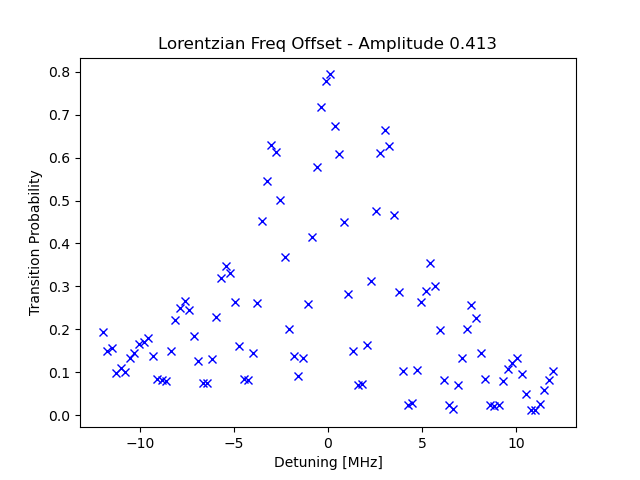 Lorentzian Freq Offset - Amplitude 0.413
Transition Probability
0.8
0.7
0.6
0.5
0.4
0.3
0.2
0.1
0.0
−10 −5 0 5 10
Detuning [MHz]